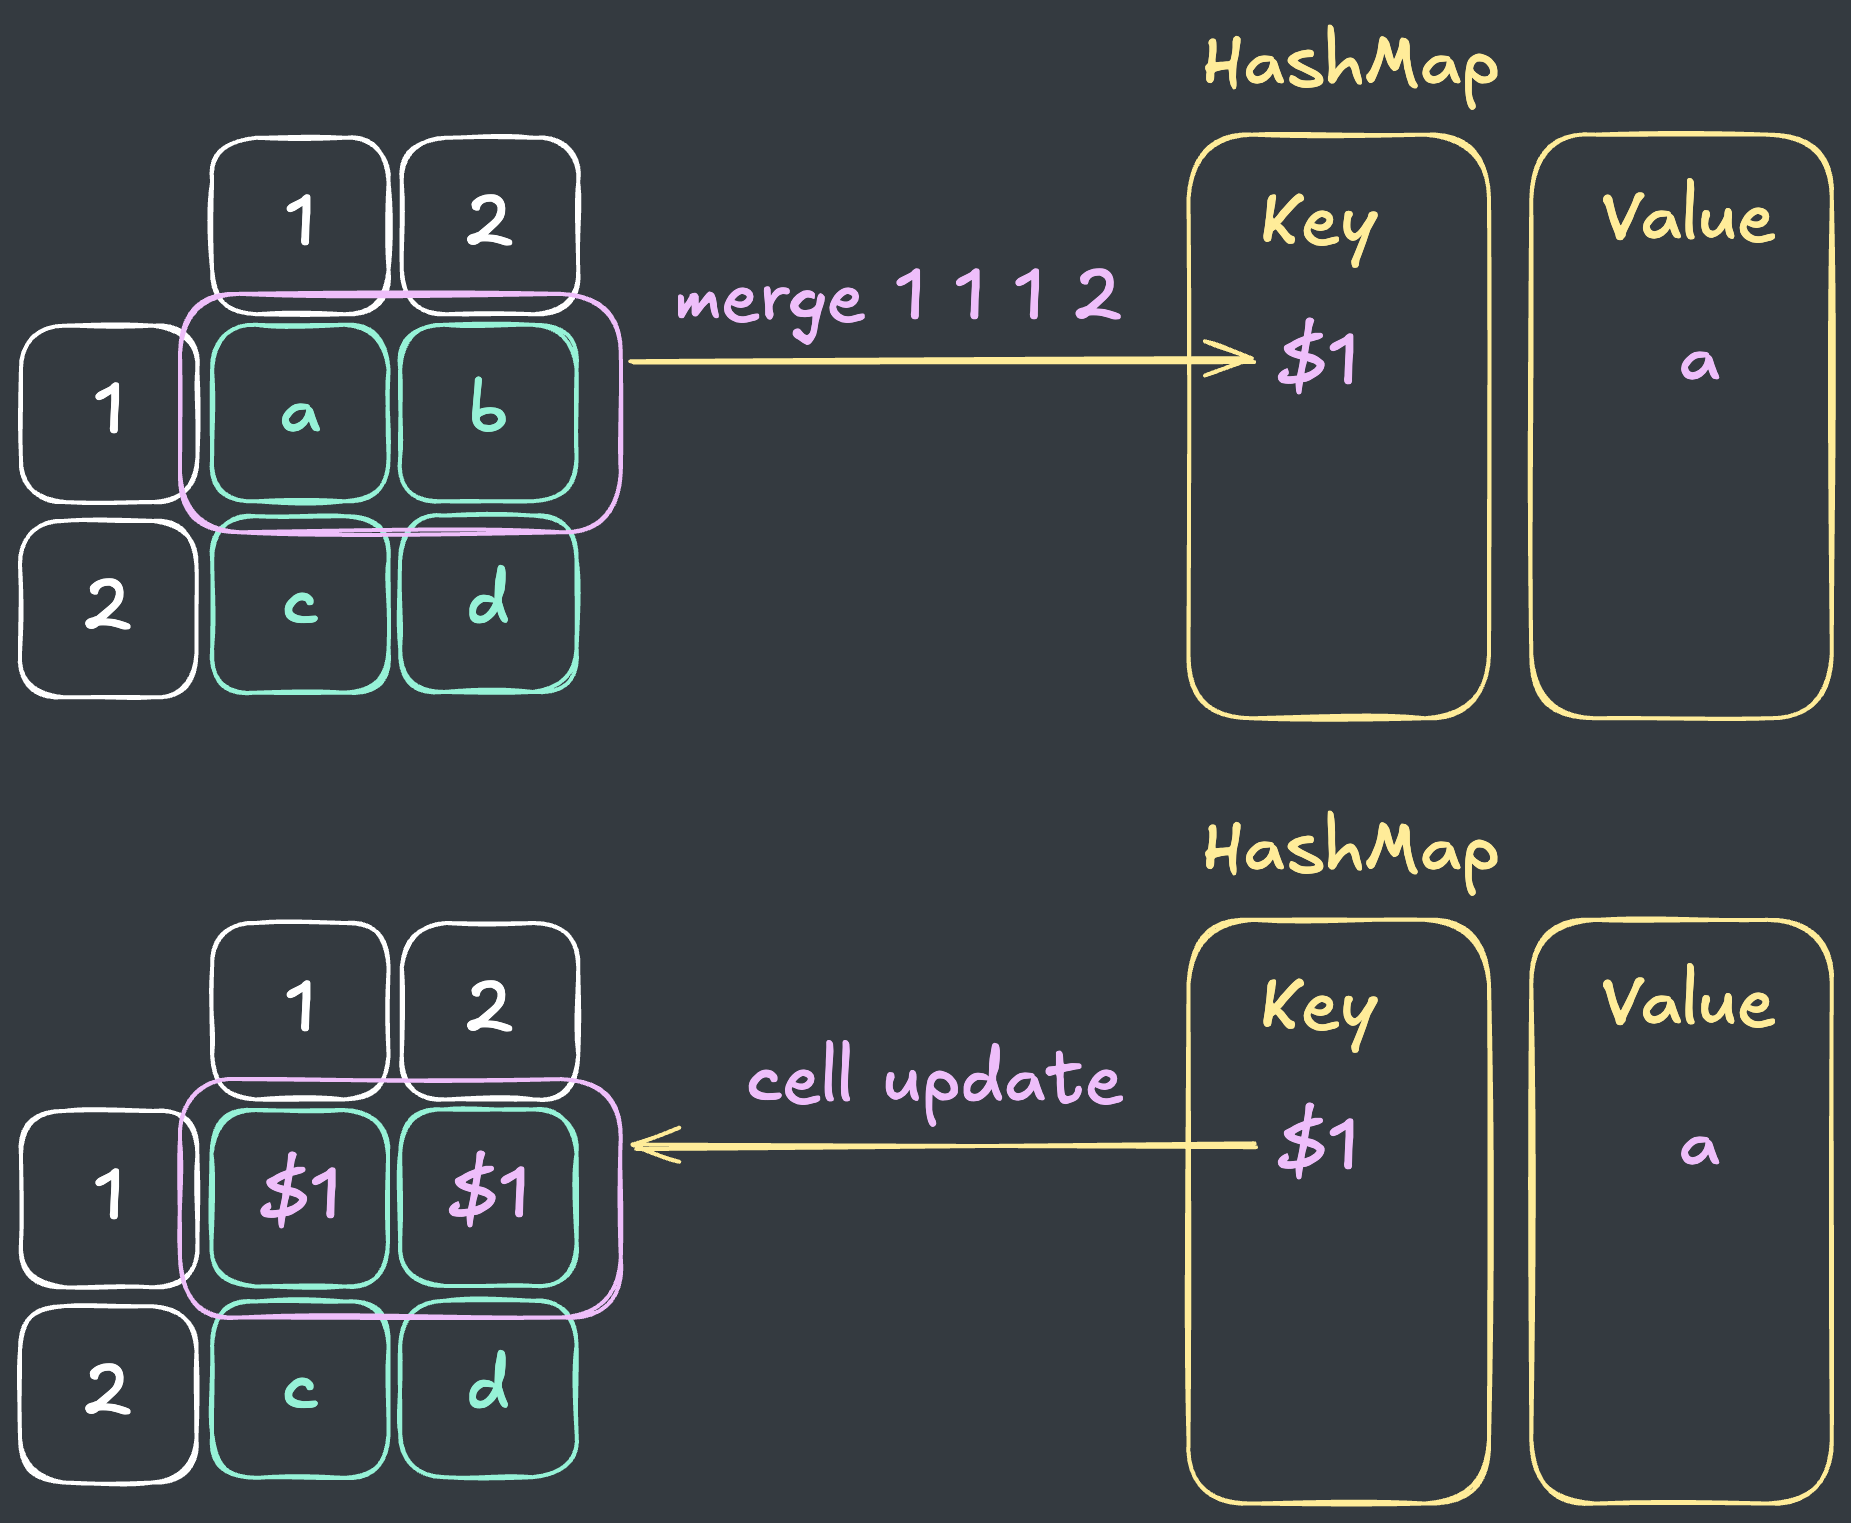 HashMap
1 2
Key Value
merge 1 1 1 2
1 a b
$1 a
2 c d
HashMap
1 2
Key Value
cell update
1 $1 $1
$1 a
2 c d